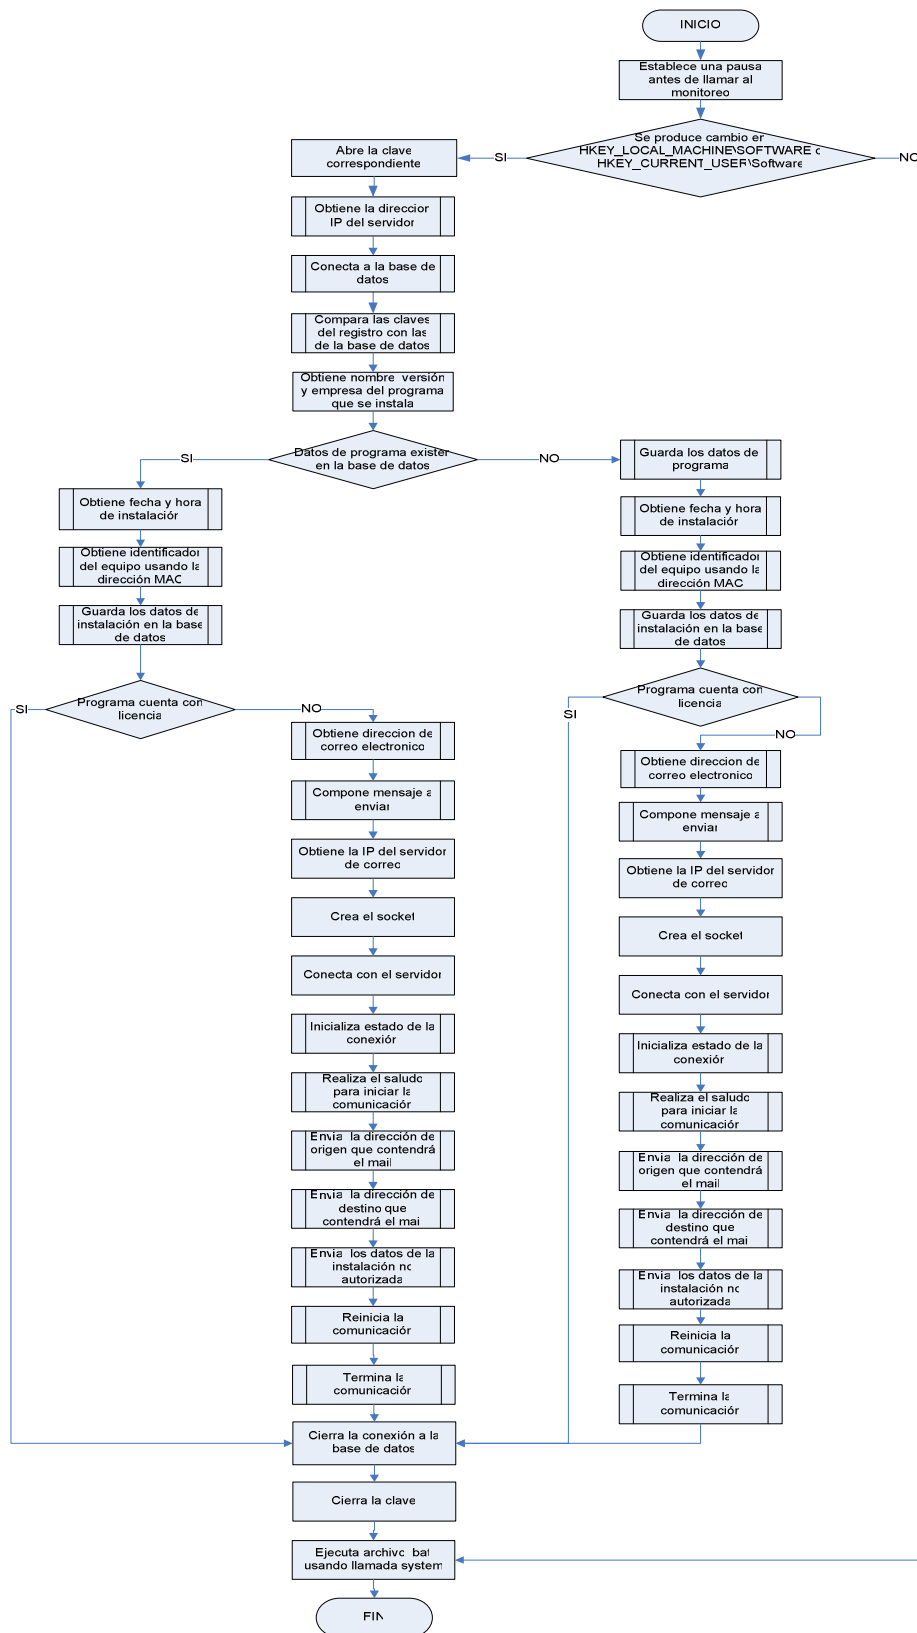 INICIO
Establece una pausa
antes de llamar al
monitoreo
Se produce cambio en
HKEY_LOCAL_MACHINE\SOFTWARE o
HKEY_CURRENT_USER\Software
SI
NO
Abre la clave
correspondiente
Obtiene la direccion
IP del servidor
Conecta a la base de
datos
Compara las claves
del registro con las
de la base de datos
Obtiene nombre versión
y empresa del programa
que se instala
Datos de programa existen
en la base de datos
SI
NO
Obtiene fecha y hora
de instalación
Obtiene identificador
del equipo usando la
dirección MAC
Guarda los datos de
instalación en la base
de datos
Programa cuenta con
licencia
SI
NO
Guarda los datos de
programa
Obtiene fecha y hora
de instalación
Obtiene identificador
del equipo usando la
dirección MAC
Guarda los datos de
instalación en la base
de datos
Programa cuenta con
licencia
SI
NO
Obtiene direccion de
correo electronico
Compone mensaje a
enviar
Obtiene la IP del servidor
de correo
Crea el socket
Conecta con el servidor
Inicializa estado de la
conexión
Realiza el saludo
para iniciar la
comunicación
Envia la dirección de
origen que contendrá
el mail
Envia la dirección de
destino que
contendrá el mail
Envia los datos de la
instalación no
autorizada
Reinicia la
comunicación
Termina la
comunicación
Obtiene direccion de
correo electronico
Compone mensaje a
enviar
Obtiene la IP del servidor
de correo
Crea el socket
Conecta con el servidor
Inicializa estado de la
conexión
Realiza el saludo
para iniciar la
comunicación
Envia la dirección de
origen que contendrá
el mail
Envia la dirección de
destino que
contendrá el mail
Envia los datos de la
instalación no
autorizada
Reinicia la
comunicación
Termina la
comunicación
Cierra la conexión a la
base de datos
Cierra la clave
Ejecuta archivo bat
usando llamada system
FIN